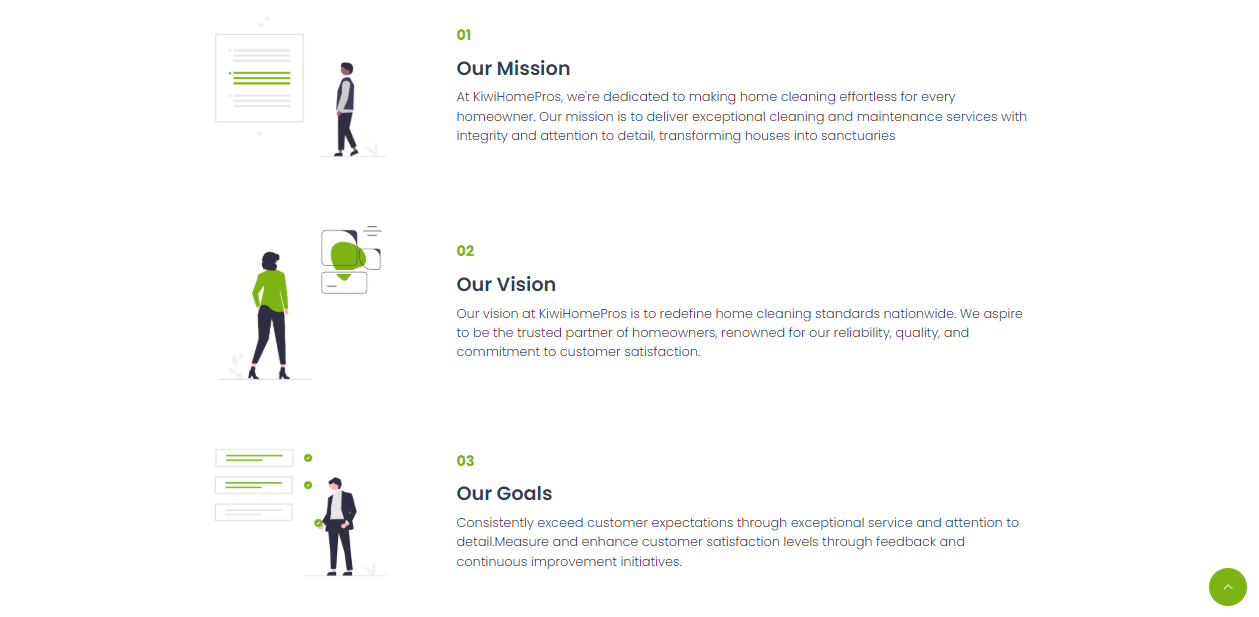 01
Our Mission
At KiwiHomePros, we're dedicated to making home cleaning effortless for every
homeowner. Our mission is to deliver exceptional cleaning and maintenance services with
integrity and attention to detail, transforming houses into sanctuaries
02
Our Vision
Our vision at KiwiHomePros is to redefine home cleaning standards nationwide. We aspire
to be the trusted partner of homeowners, renowned for our reliability, quality, and
commitment to customer satisfaction.
03
Our Goals
Consistently exceed customer expectations through exceptional service and attention to
detail.Measure and enhance customer satisfaction levels through feedback and
continuous improvement initiatives.